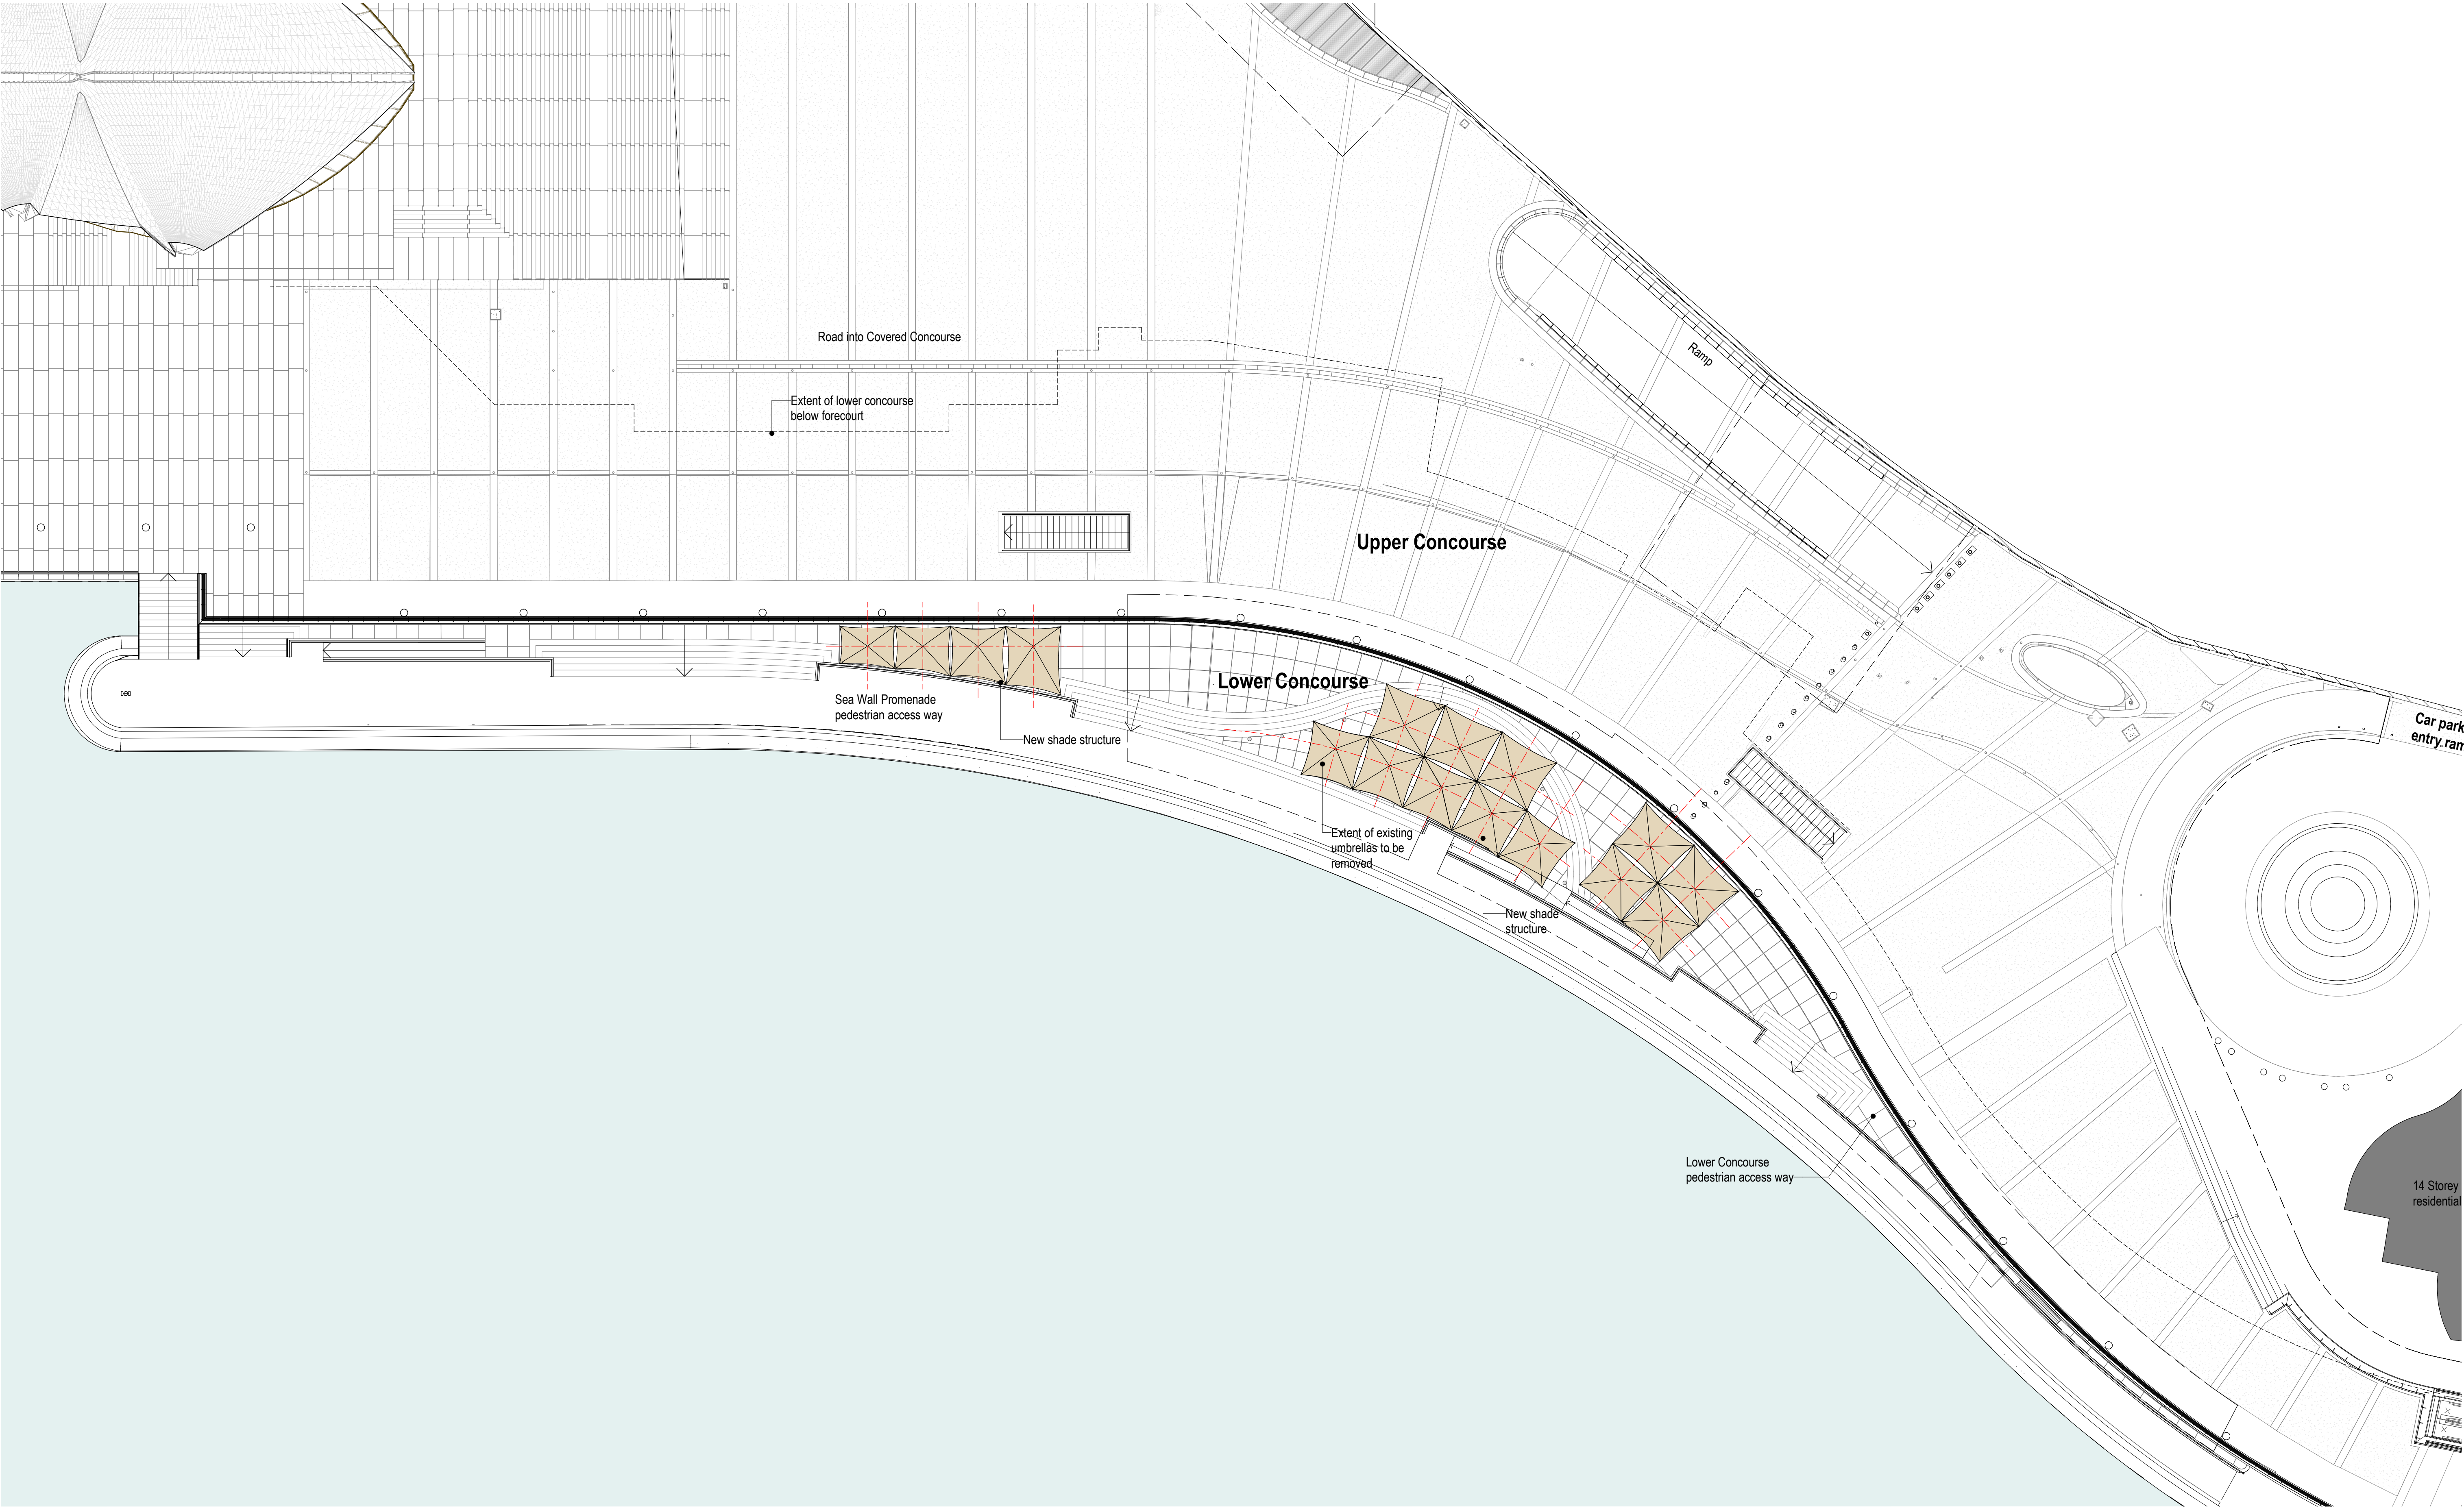 Road into Covered Concourse
Ramp
Extent of lower concourse
below forecourt
Upper Concourse
Lower Concourse
Sea Wall Promenade
pedestrian access way
New shade structure
Car park
Extent of existing
umbrellas to be
removed
New shade
structure
Lower Concourse
pedestrian access way
14 Storey
residential